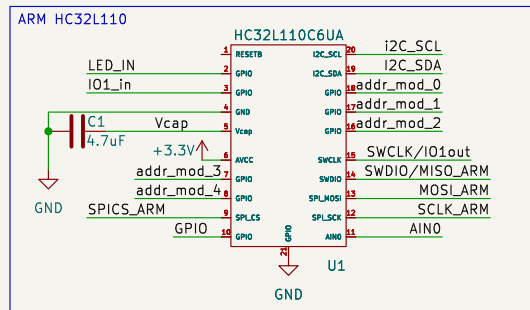 ARM HC32L110
HC32L110C6UA
1 RESETB I2C_SCL 20 i2C_SCL
LED_IN 2 GPIO I2C_SDA 19 I2C_SDA
IO1_in 3 GPIO GPIO 18 addr_mod_0
4 GND GPIO 17 addr_mod_1
C1 4.7uF Vcap 5 Vcap GPIO 16 addr_mod_2
+3.3V 6 AVCC SWCLK 15 SWCLK/IO1out
addr_mod_3 7 GPIO SWDIO 14 SWDIO/MISO_ARM
addr_mod_4 8 GPIO SPI_MOSI 13 MOSI_ARM
SPICS_ARM 9 SPI_CS SPI_SCK 12 SCLK_ARM
GPIO 10 GPIO AIN0 11 AIN0
GND
GPIO
21
U1
GND